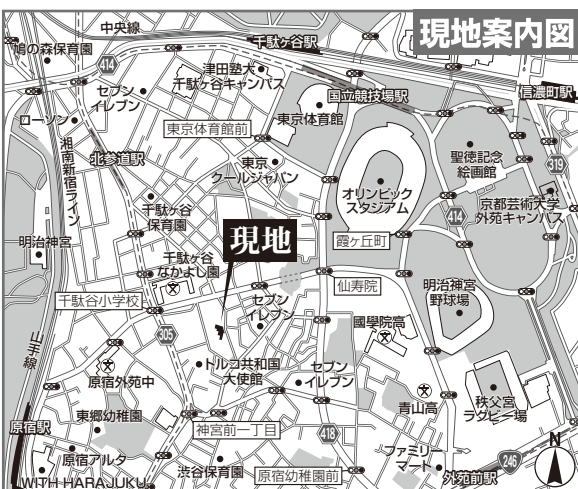 現地案内図
中央線
千駄ヶ谷駅
鳩の森保育園
414
津田塾大
千駄ヶ谷キャンパス
セブン
イレブン
国立競技場駅
信濃町駅
ローソン
東京体育館
東京体育館前
湘南新宿ライン
北参道駅
東京
クールジャパン
聖徳記念
絵画館
319
オリンピック
スタジアム
京都芸術大学
外苑キャンパス
千駄ヶ谷
保育園
414
現地
霞ヶ丘町
明治神宮
千駄ヶ谷
なかよし園
仙寿院
明治神宮
野球場
千駄谷小学校
文
セブン
イレブン
305
國學院高
文
山手線
トルコ共和国
大使館
文
原宿外苑中
セブン
イレブン
文
青山高
秩父宮
ラグビー場
東郷幼稚園
原宿駅
神宮前一丁目
418
原宿アルタ
ファミリー
マート
246
外苑前駅
N
WITH HARAJUKU
渋谷保育園
原宿幼稚園前